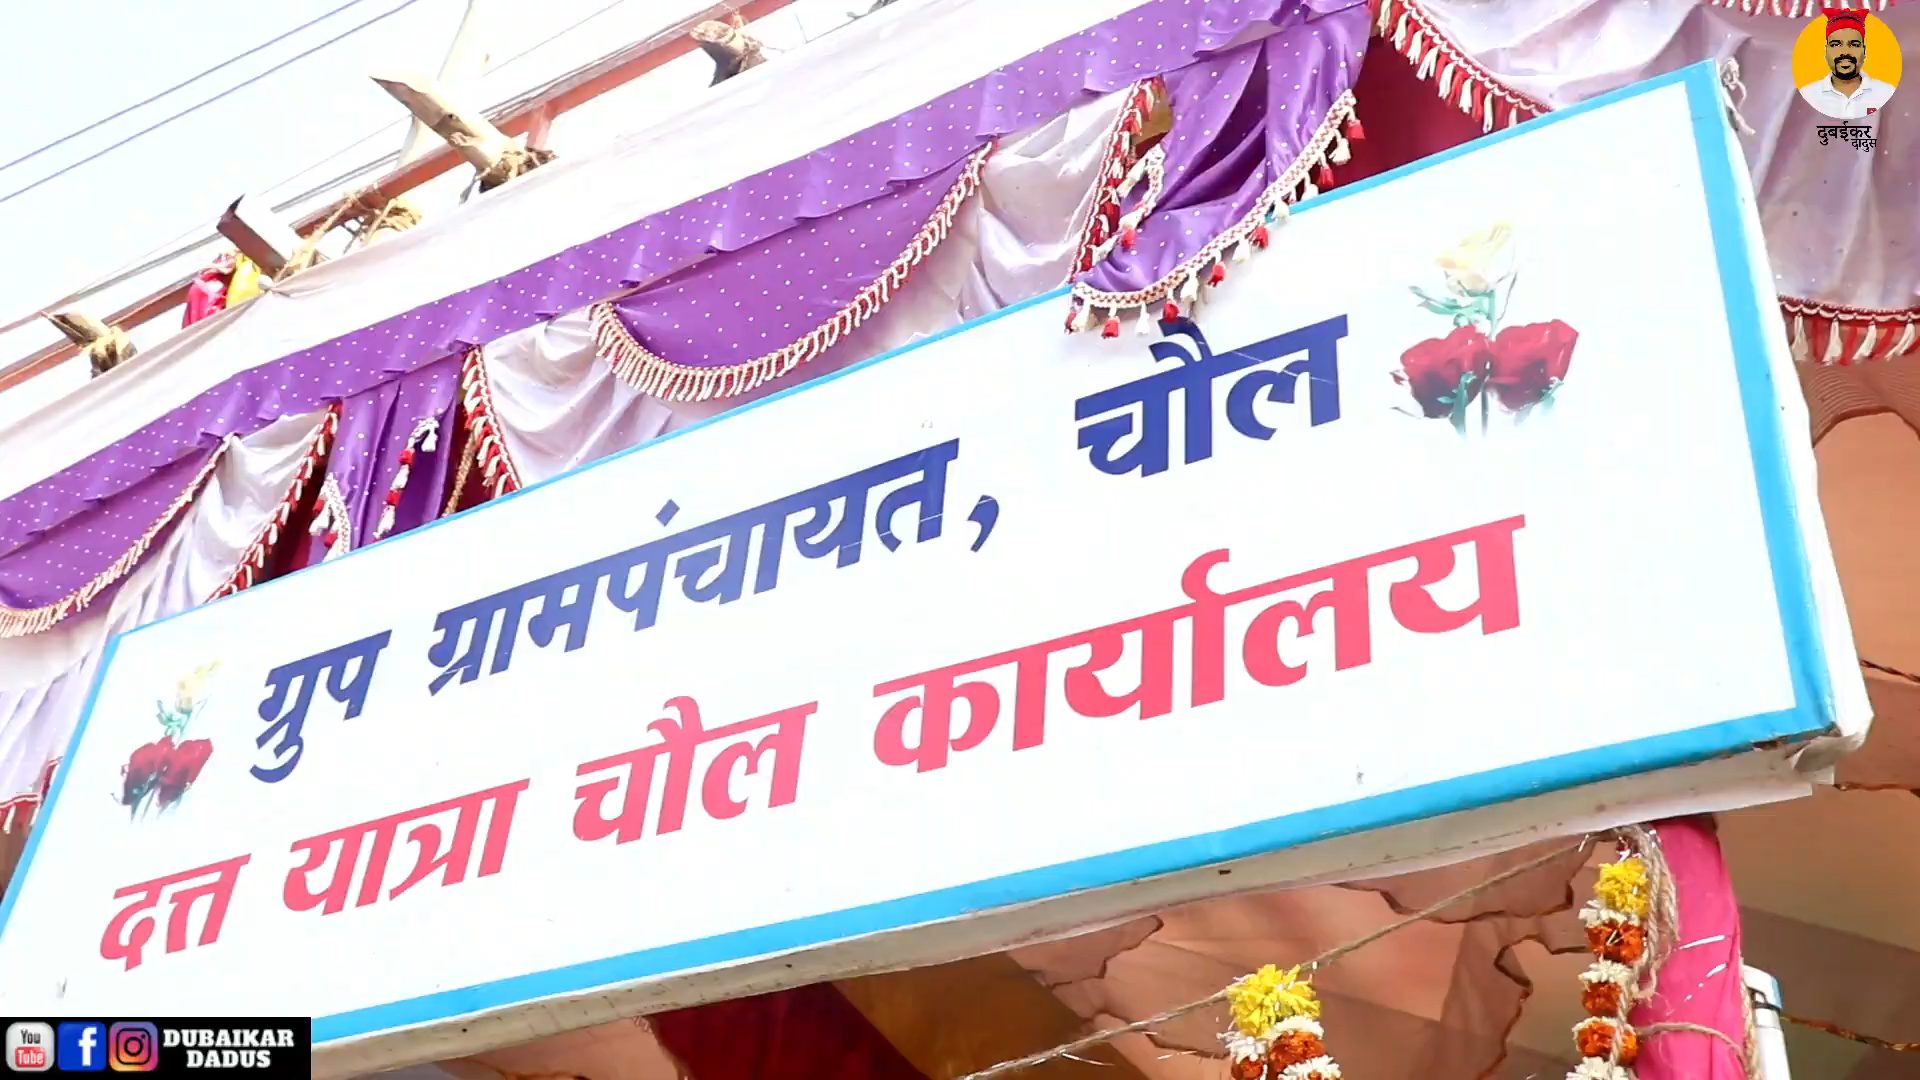 दुबईकर
दादुस
ग्रुप ग्रामपंचायत, चौल
दत्त यात्रा चौल कार्यालय
You
Tube
DUBAIKAR
DADUS